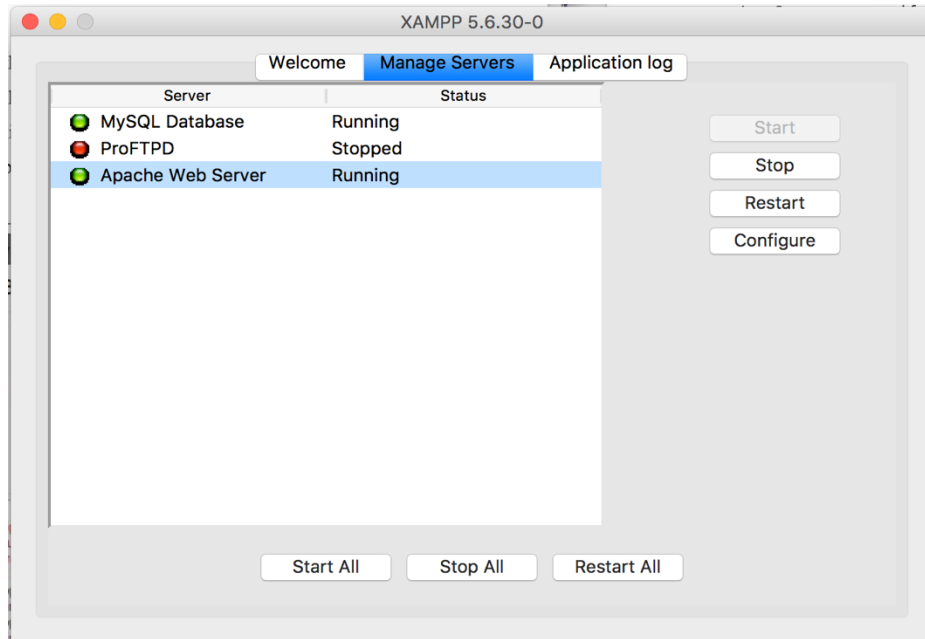 XAMPP 5.6.30-0
Welcome Manage Servers Application log
Server Status
MySQL Database Running
ProFTPD Stopped
Apache Web Server Running
Start
Stop
Restart
Configure
Start All Stop All Restart All